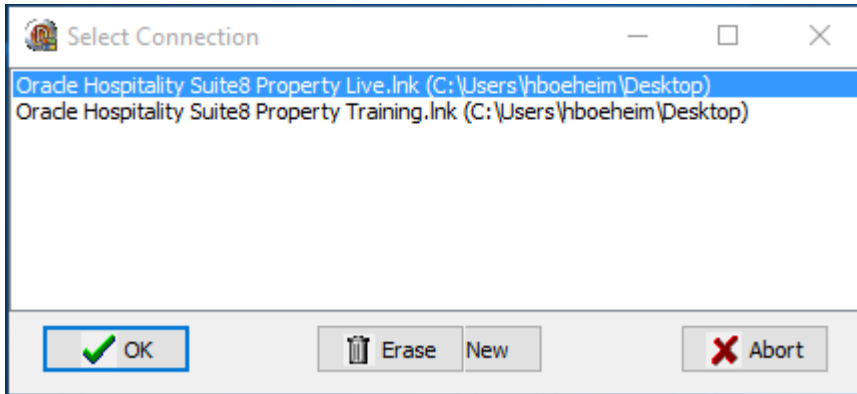 Select Connection
Oracle Hospitality Suite8 Property Live.lnk (C:\Users\hboeheim\Desktop)
Oracle Hospitality Suite8 Property Training.lnk (C:\Users\hboeheim\Desktop)
OK Erase New Abort